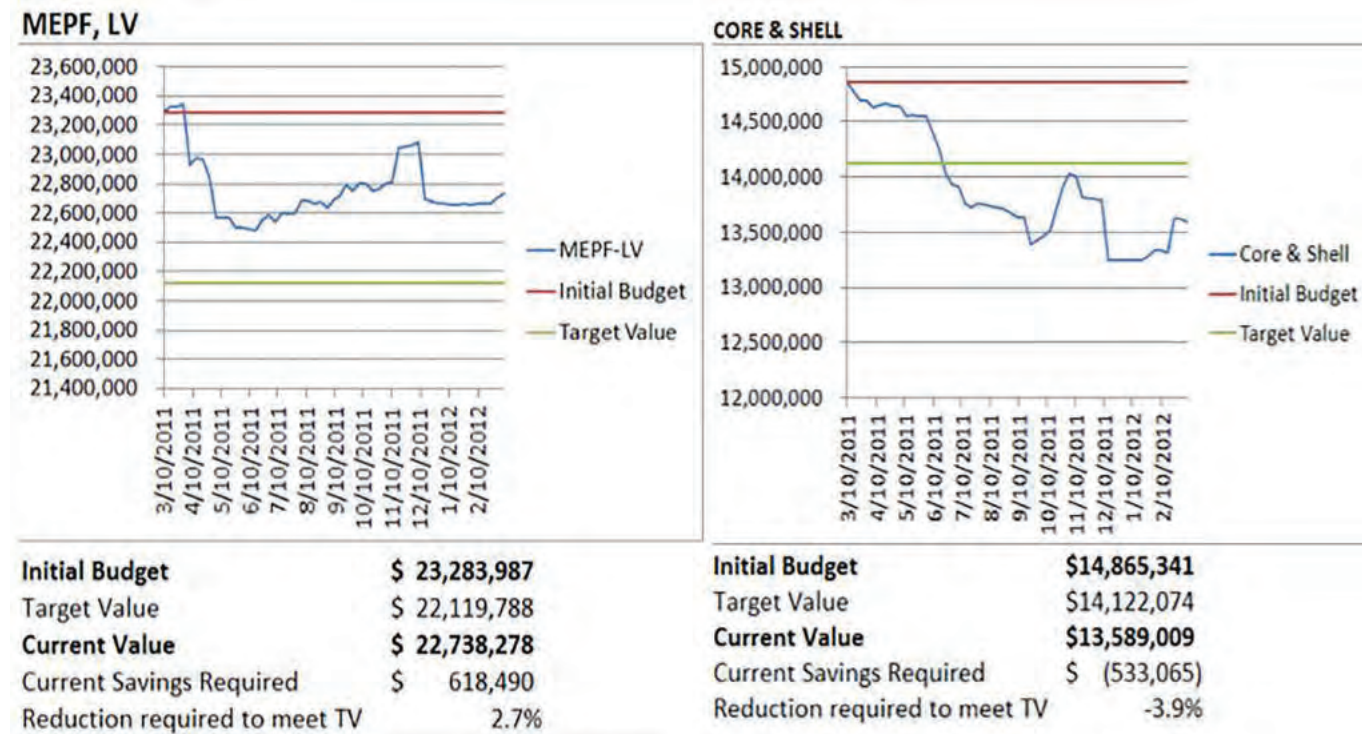 MEPF, LV
23,600,000
23,400,000
23,200,000
23,000,000
22,800,000
22,600,000
22,400,000
22,200,000
22,000,000
21,800,000
21,600,000
21,400,000
3/10/2011
4/10/2011
5/10/2011
6/10/2011
7/10/2011
8/10/2011
9/10/2011
10/10/2011
11/10/2011
12/10/2011
1/10/2012
2/10/2012
MEPF-LV
Initial Budget
Target Value
Initial Budget $ 23,283,987
Target Value $ 22,119,788
Current Value $ 22,738,278
Current Savings Required $ 618,490
Reduction required to meet TV 2.7%
CORE & SHELL
15,000,000
14,500,000
14,000,000
13,500,000
13,000,000
12,500,000
12,000,000
3/10/2011
4/10/2011
5/10/2011
6/10/2011
7/10/2011
8/10/2011
9/10/2011
10/10/2011
11/10/2011
12/10/2011
1/10/2012
2/10/2012
Core & Shell
Initial Budget
Target Value
Initial Budget $14,865,341
Target Value $14,122,074
Current Value $13,589,009
Current Savings Required $ (533,065)
Reduction required to meet TV -3.9%